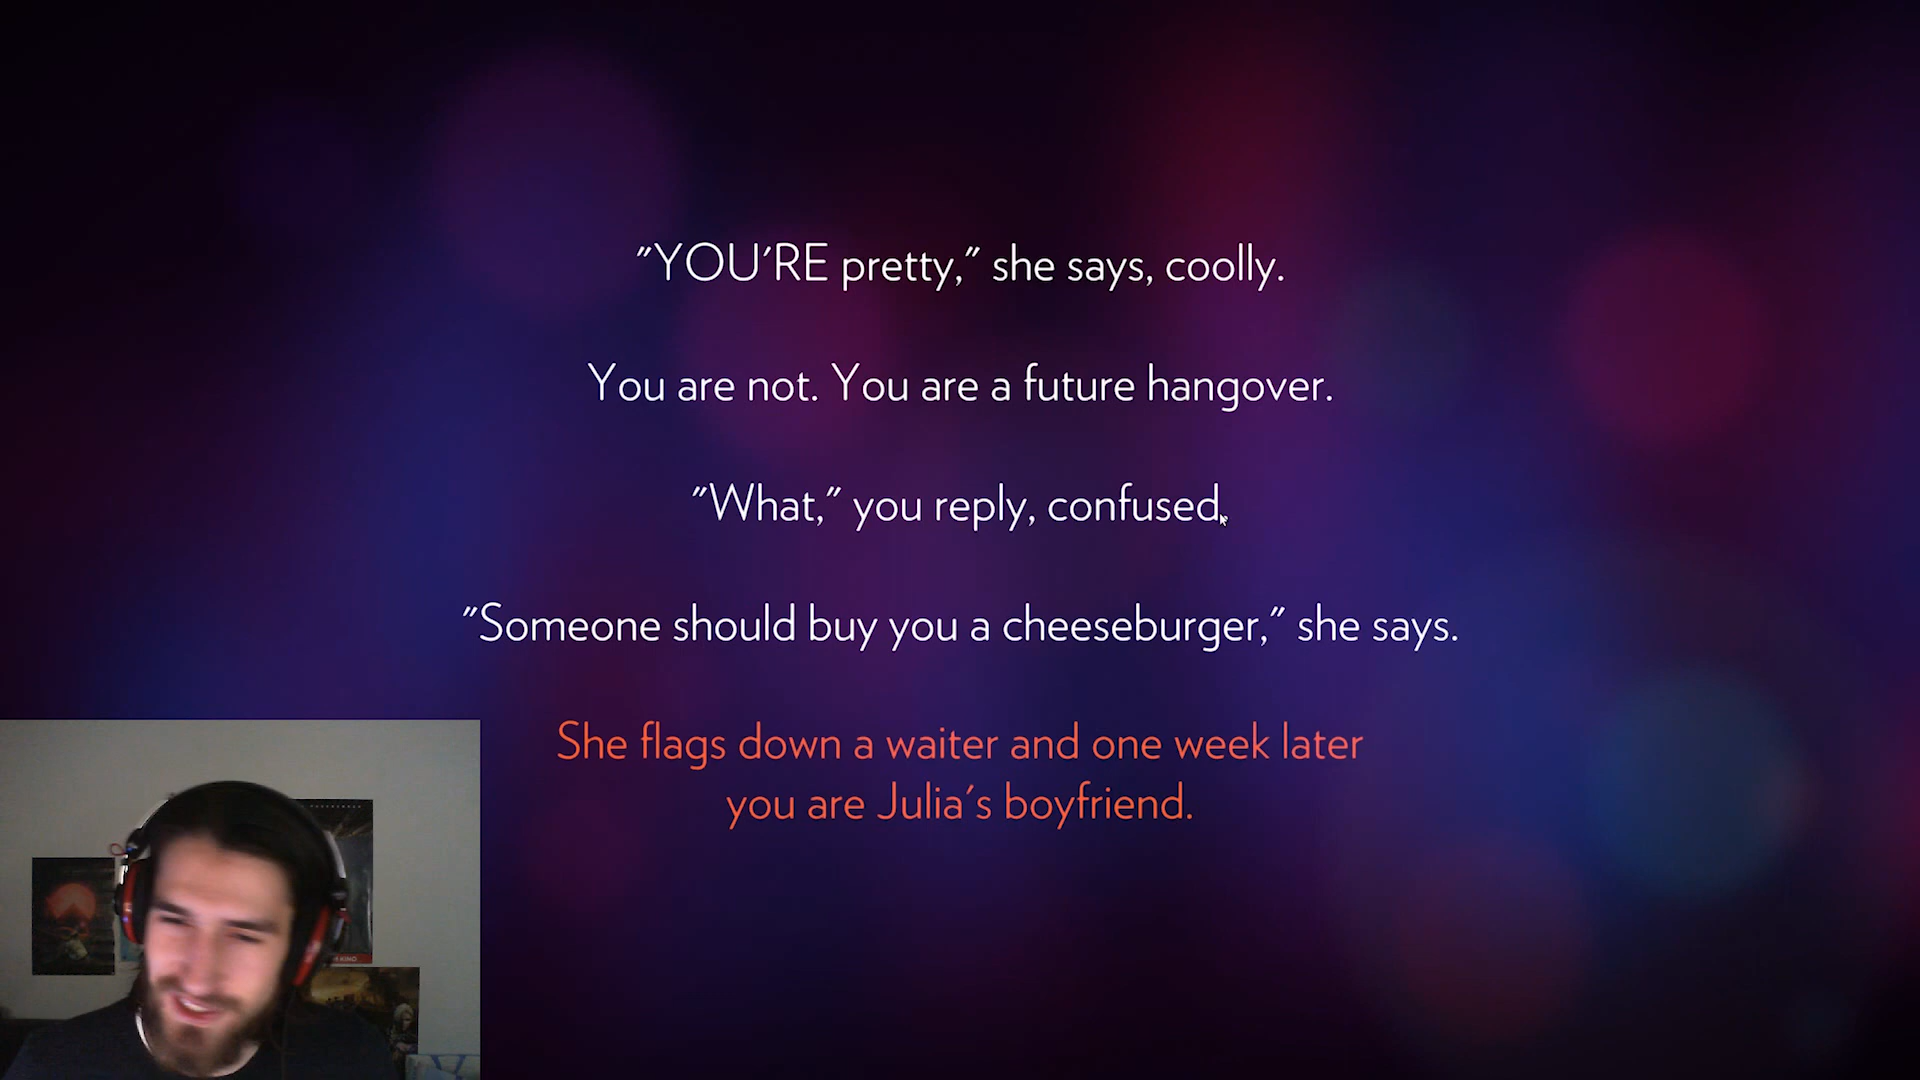 "YOU'RE pretty," she says, coolly.
You are not. You are a future hangover.
"What," you reply, confused.
"Someone should buy you a cheeseburger," she says.
She flags down a waiter and one week later
you are Julia's boyfriend.